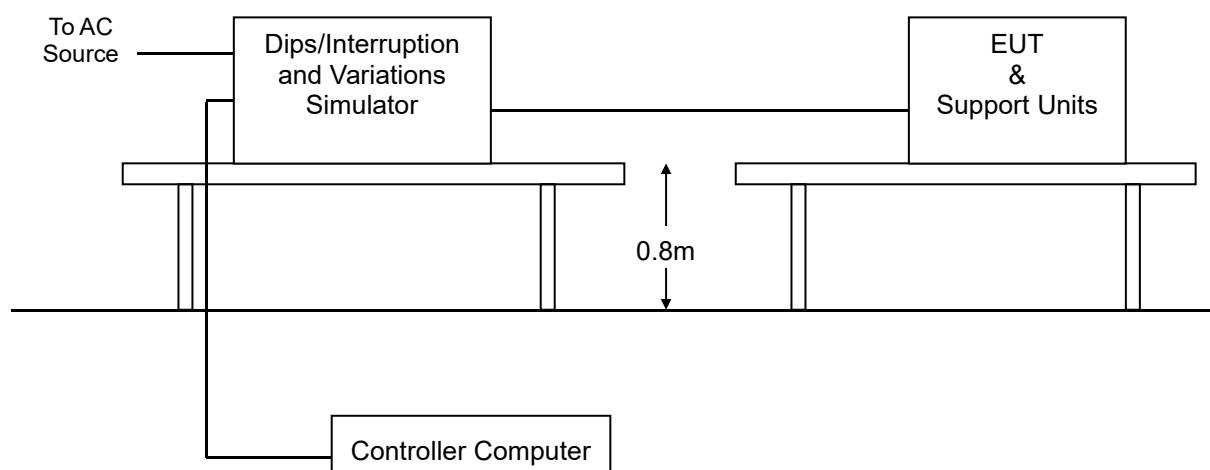 To AC
Source
Dips/Interruption
and Variations
Simulator
EUT
&
Support Units
0.8m
Controller Computer